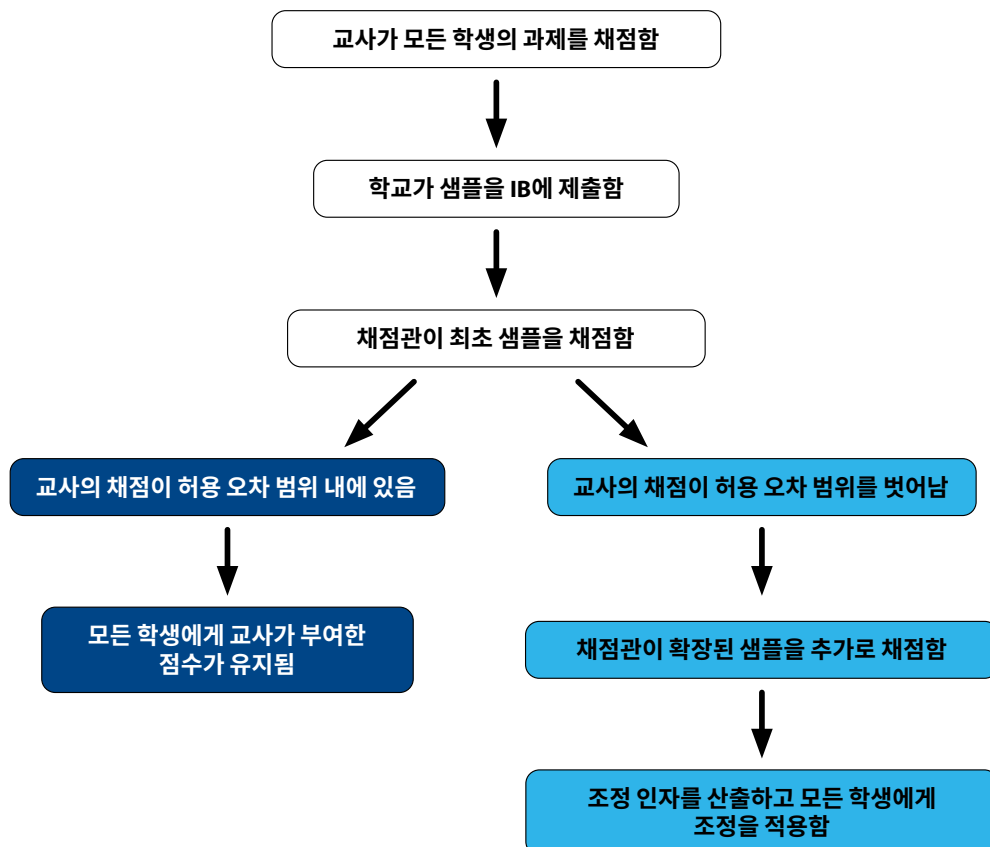 교사가 모든 학생의 과제를 채점함
학교가 샘플을 IB에 제출함
채점관이 최초 샘플을 채점함
교사의 채점이 허용 오차 범위 내에 있음
교사의 채점이 허용 오차 범위를 벗어남
모든 학생에게 교사가 부여한
점수가 유지됨
채점관이 확장된 샘플을 추가로 채점함
조정 인자를 산출하고 모든 학생에게
조정을 적용함